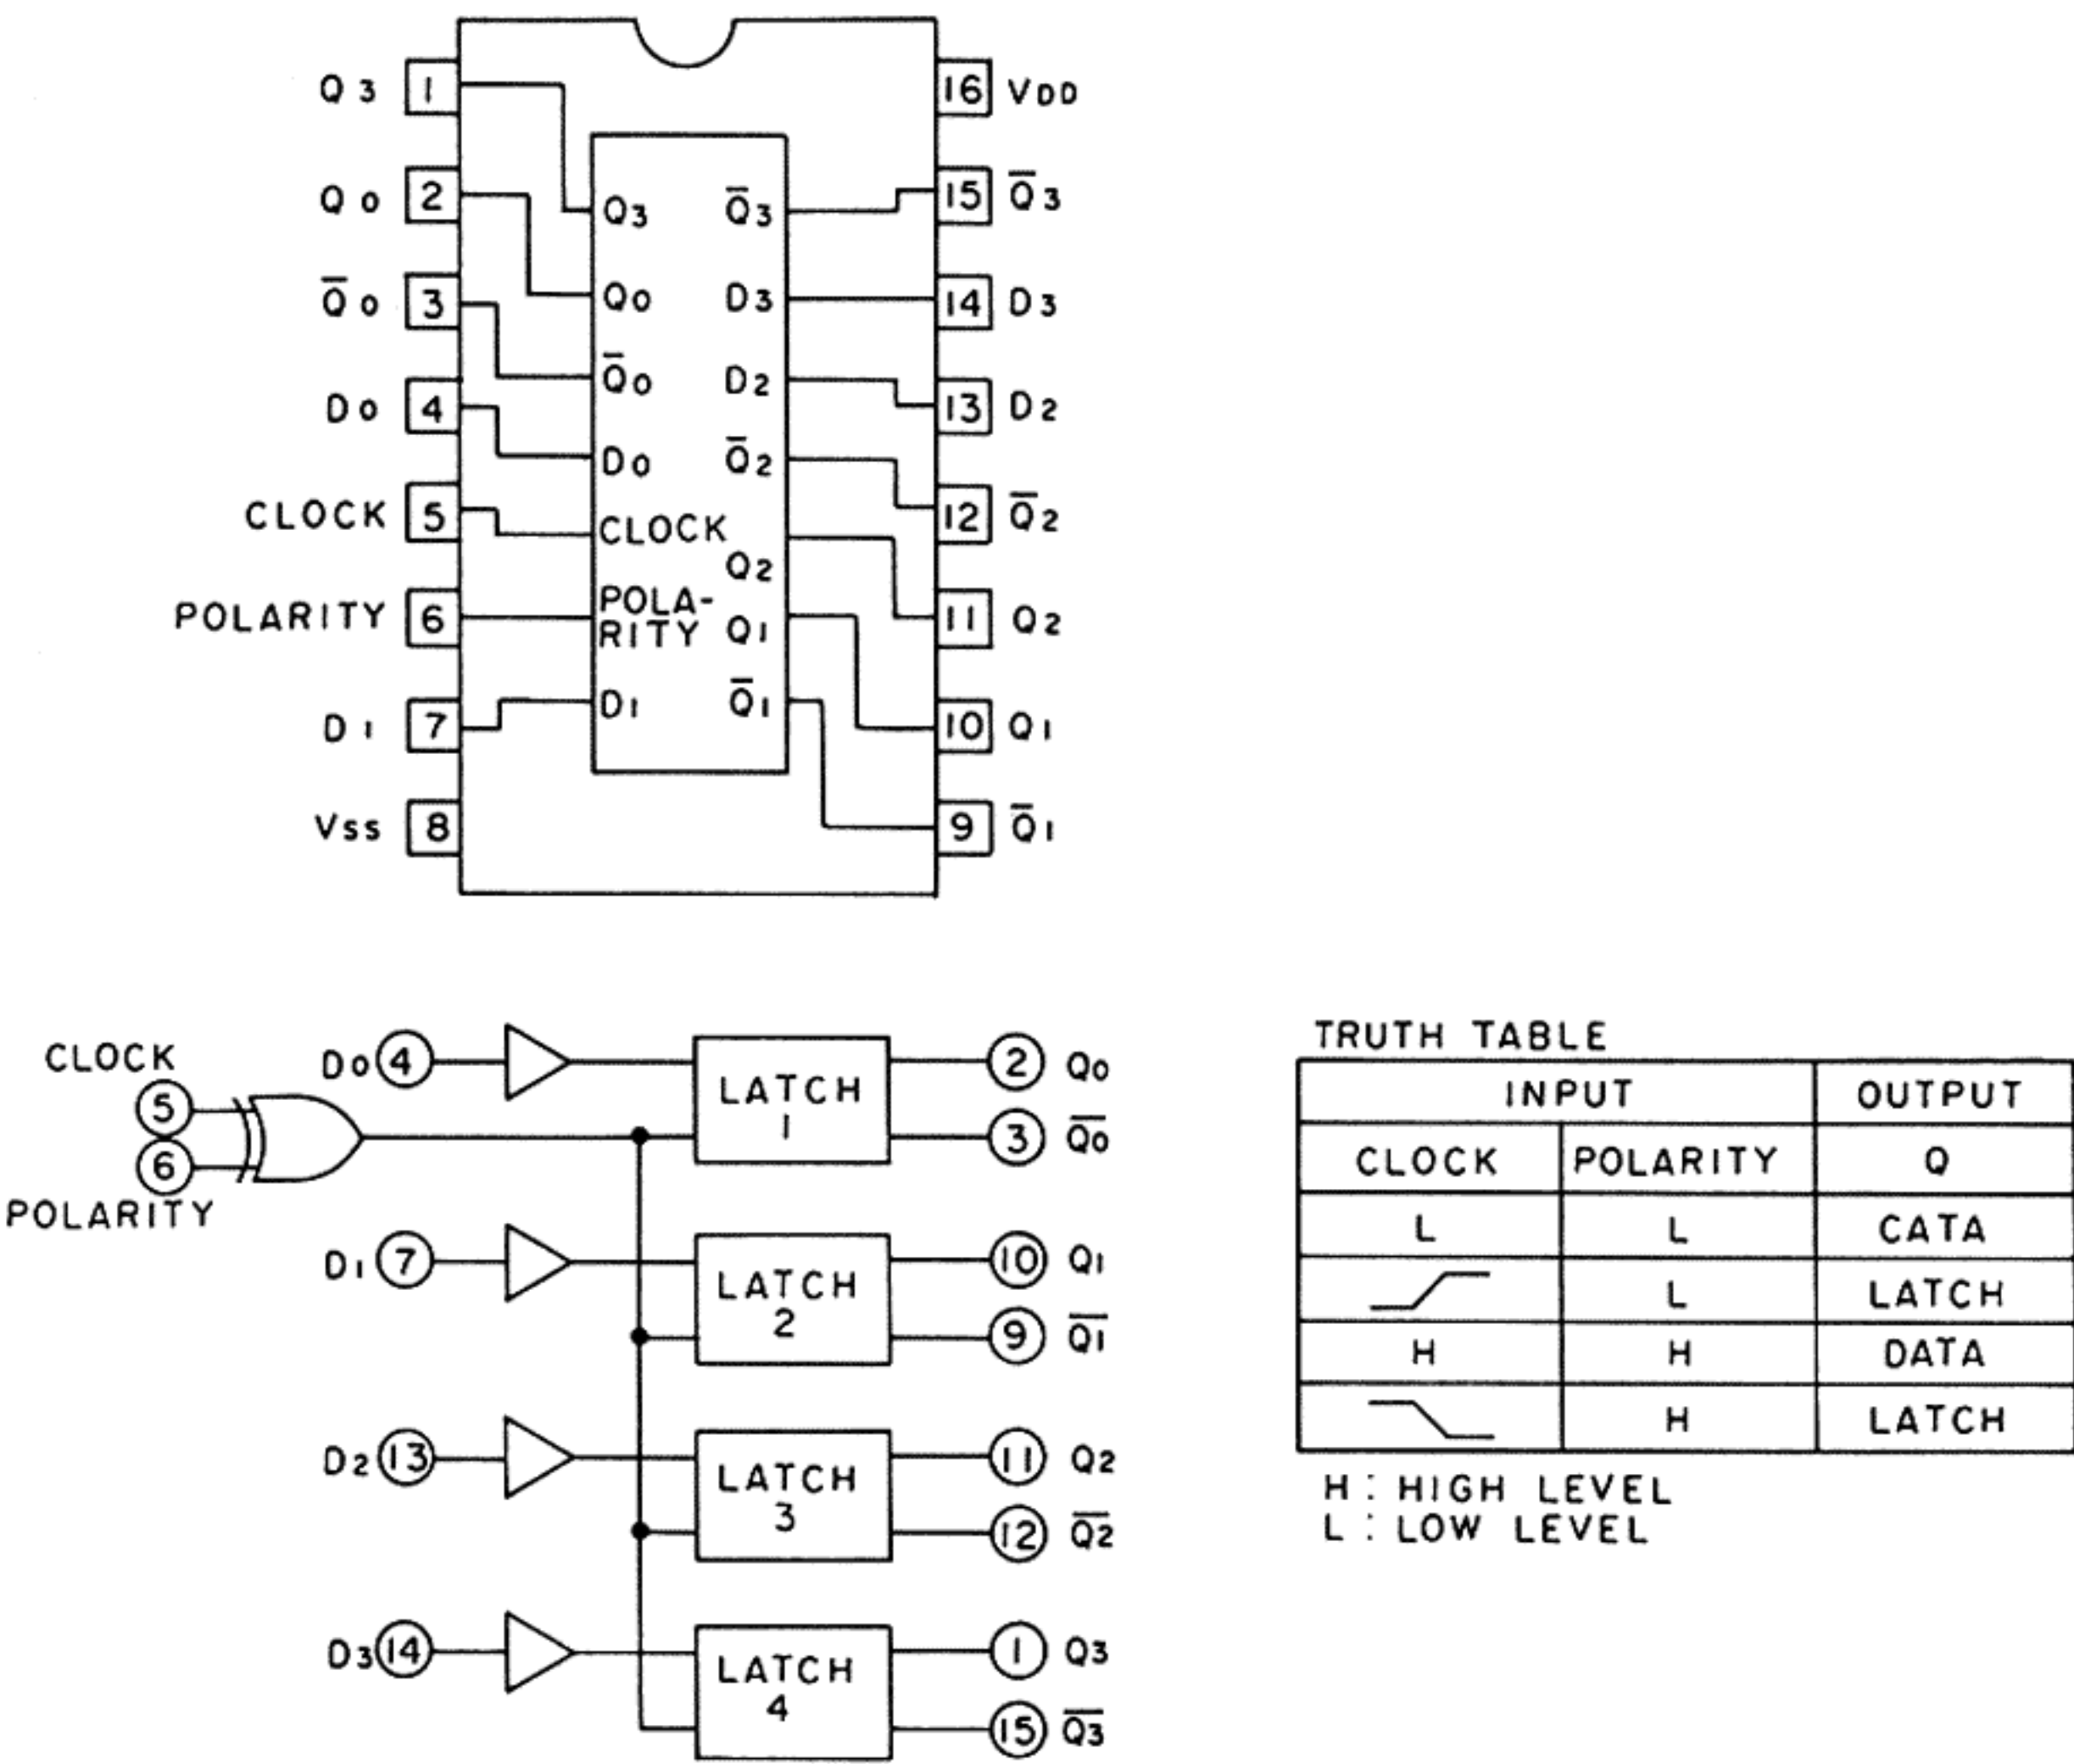 Q3 1 16 VDD
Q0 2 15 Q̅3
Q3 Q̅3
Q̅0 3 14 D3
Q0 D3
Q̅0 D2
D0 4 13 D2
D0 Q̅2
CLOCK 5 12 Q̅2
CLOCK
Q2
POLARITY 6 11 Q2
POLA-
RITY Q1
D1 7 10 Q1
D1 Q̅1
VSS 8 9 Q̅1
CLOCK
5
6
POLARITY
D0 4 LATCH 2 Q0
1 3 Q̅0
D1 7 LATCH 10 Q1
2 9 Q̅1
D2 13 LATCH 11 Q2
3 12 Q̅2
D3 14 LATCH 1 Q3
4 15 Q̅3
TRUTH TABLE
INPUT OUTPUT
CLOCK POLARITY Q
L L CATA
L LATCH
H H DATA
H LATCH
H : HIGH LEVEL
L : LOW LEVEL